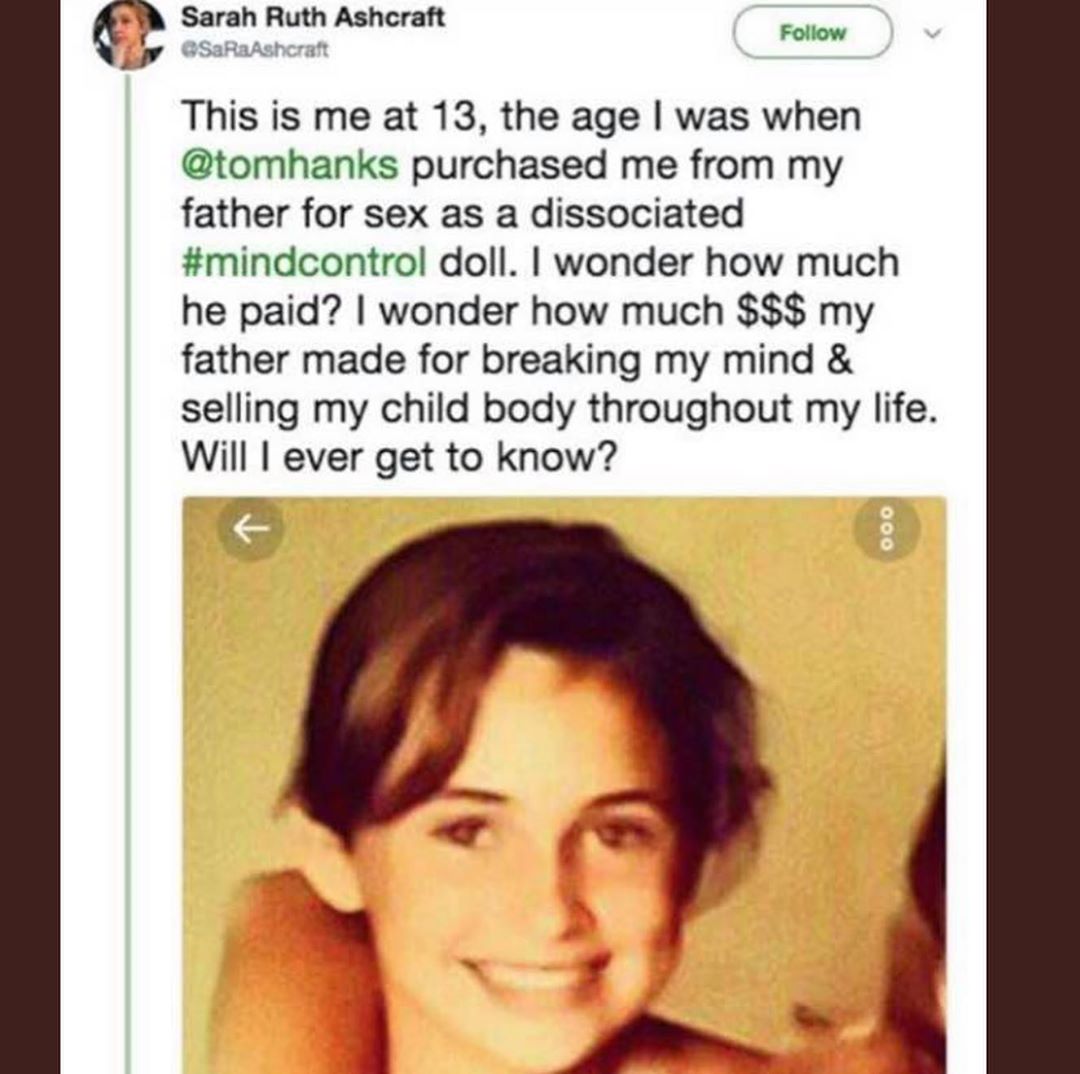 Sarah Ruth Ashcraft
@SaRaAshcraft
Follow
This is me at 13, the age I was when
@tomhanks purchased me from my
father for sex as a dissociated
#mindcontrol doll. I wonder how much
he paid? I wonder how much $$$ my
father made for breaking my mind &
selling my child body throughout my life.
Will I ever get to know?